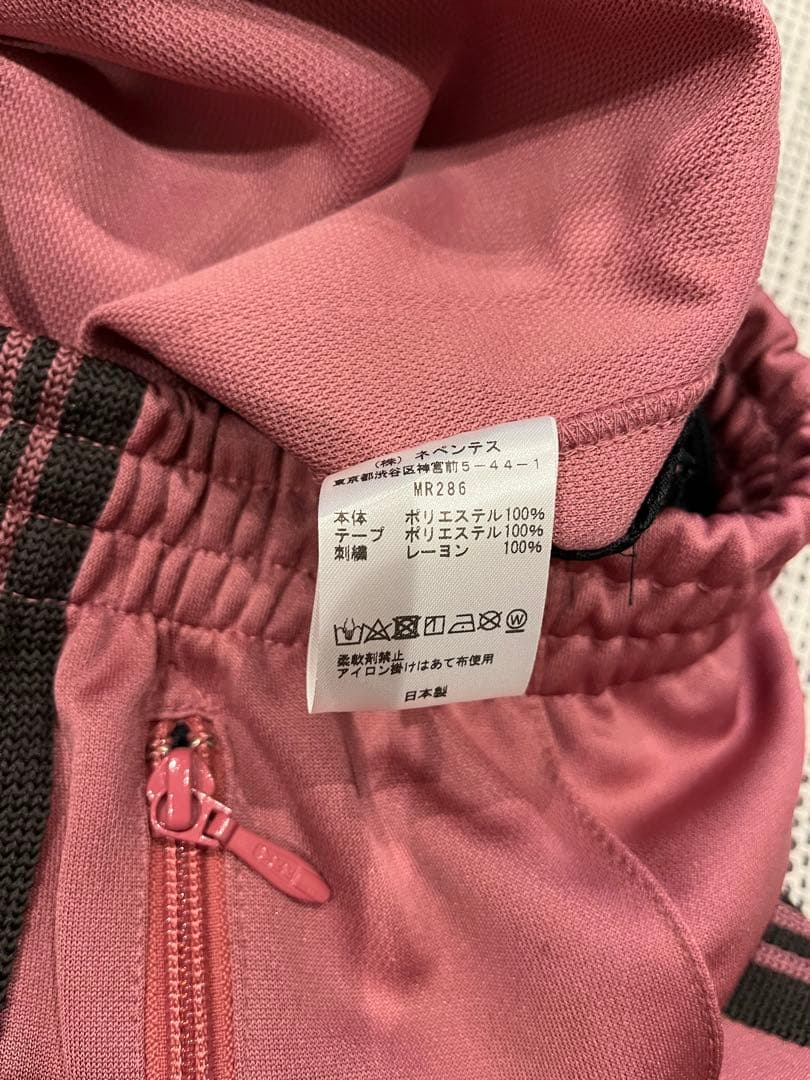 (株) ネペンテス
東京都渋谷区神宮前5-44-1
MR286
本体 ポリエステル100%
テープ ポリエステル100%
刺繍 レーヨン 100%
W
柔軟剤禁止
アイロン掛けはあて布使用
日本製